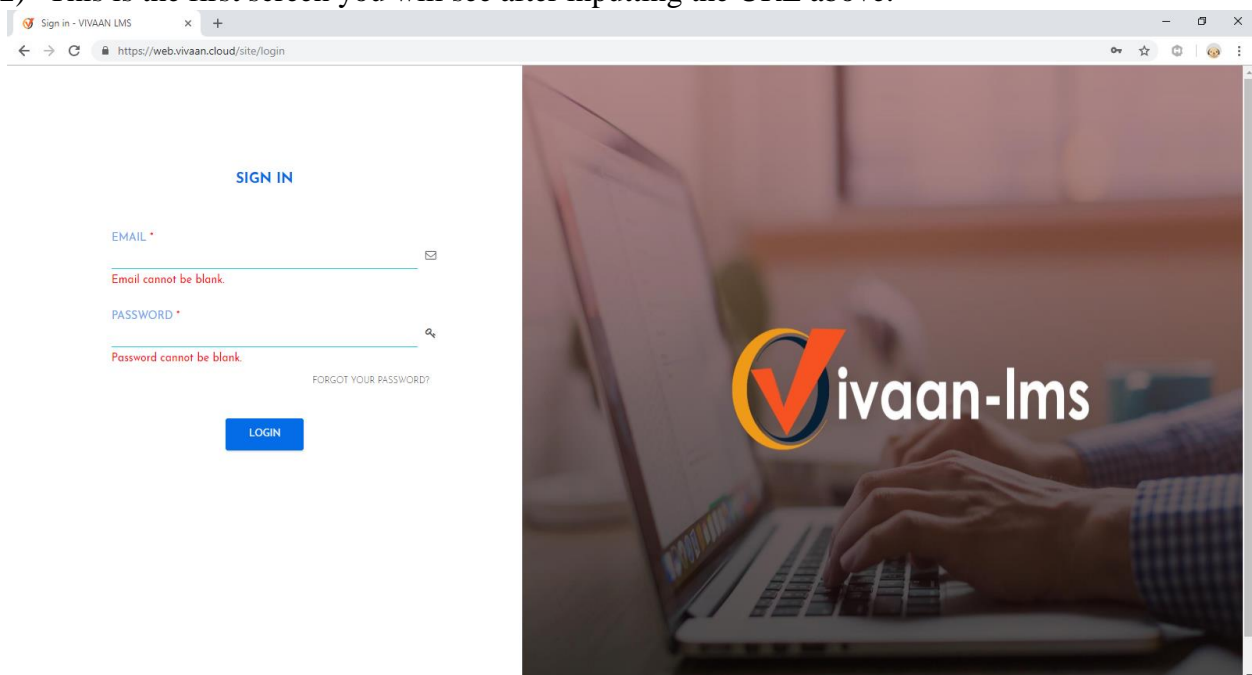 2) This is the first screen you will see after inputting the URL above.
Sign in - VIVAAN LMS
https://web.vivaan.cloud/site/login
SIGN IN
EMAIL *
Email cannot be blank.
PASSWORD *
Password cannot be blank.
FORGOT YOUR PASSWORD?
LOGIN
Vivaan-lms